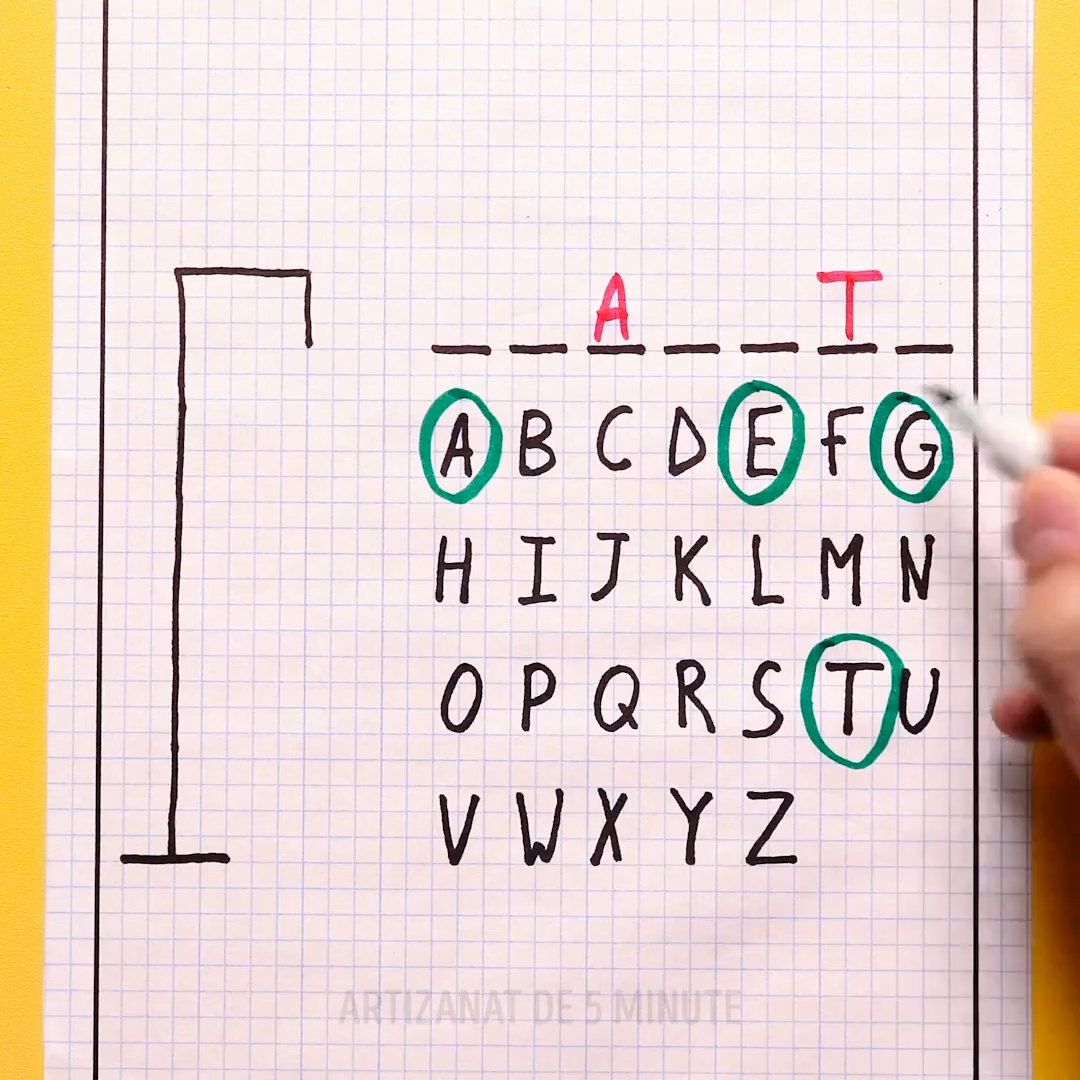 A T
A B C D E F G
H I J K L M N
O P Q R S T U
V W X Y Z
ARTIZANAT DE 5 MINUTE